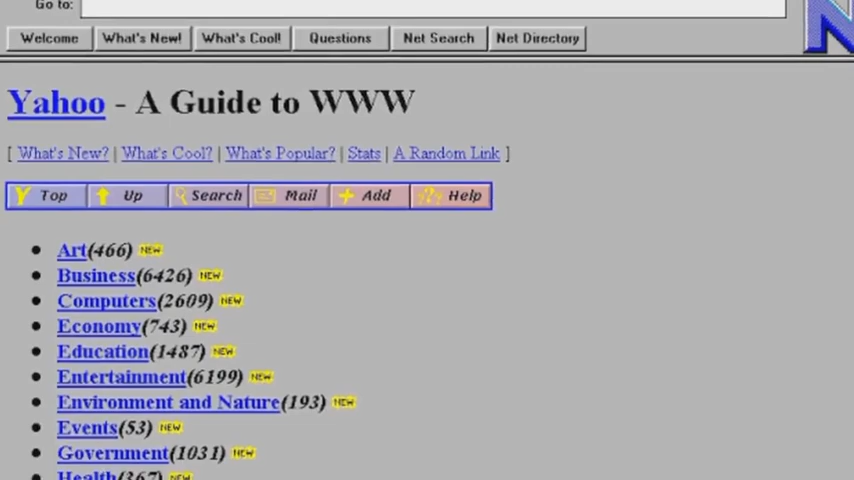 Go to:
Welcome What's New! What's Cool! Questions Net Search Net Directory N
Yahoo - A Guide to WWW
[ What's New? | What's Cool? | What's Popular? | Stats | A Random Link ]
Y Top Up Search Mail Add ??? Help
Art(466) NEW
Business(6426) NEW
Computers(2609) NEW
Economy(743) NEW
Education(1487) NEW
Entertainment(6199) NEW
Environment and Nature(193) NEW
Events(53) NEW
Government(1031) NEW
Health(367) NEW